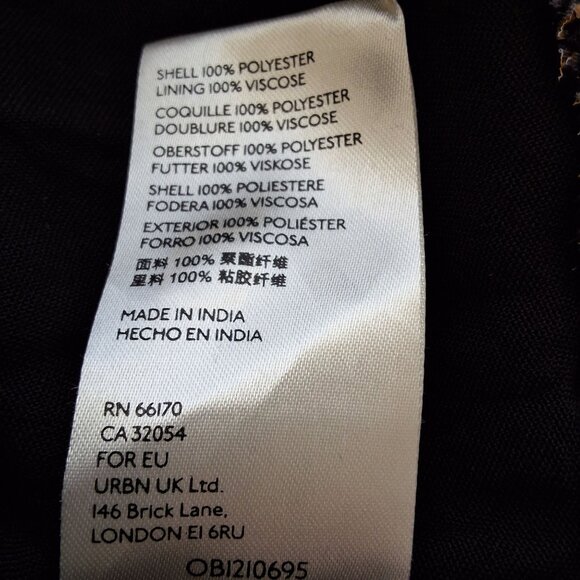 SHELL 100% POLYESTER
LINING 100% VISCOSE
COQUILLE 100% POLYESTER
DOUBLURE 100% VISCOSE
OBERSTOFF 100% POLYESTER
FUTTER 100% VISKOSE
SHELL 100% POLIESTERE
FODERA 100% VISCOSA
EXTERIOR 100% POLIÉSTER
FORRO 100% VISCOSA
面料 100% 聚酯纤维
里料 100% 粘胶纤维
MADE IN INDIA
HECHO EN INDIA
RN 66170
CA 32054
FOR EU
URBN UK Ltd.
146 Brick Lane,
LONDON E1 6RU
OB1210695